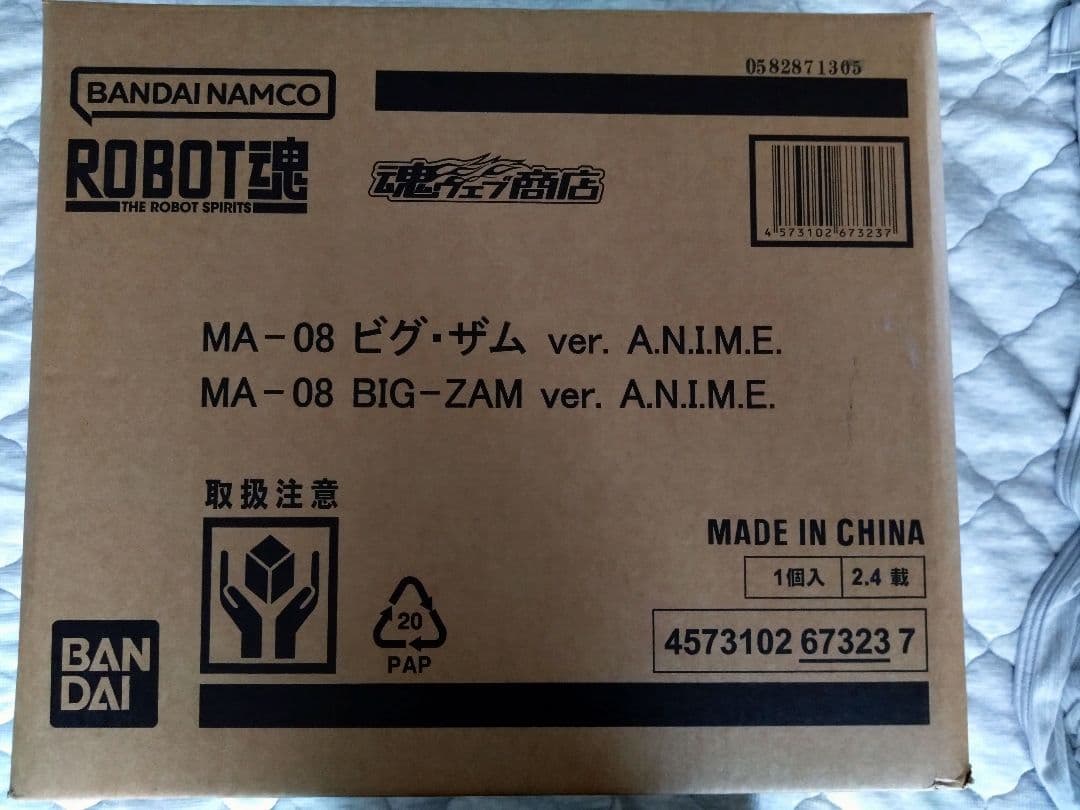 0582871305
BANDAI NAMCO
ROBOT魂
THE ROBOT SPIRITS
魂ウェブ商店
4 573102 673237
MA-08 ビグ・ザム ver. A.N.I.M.E.
MA-08 BIG-ZAM ver. A.N.I.M.E.
取扱注意
MADE IN CHINA
1個入 2.4 載
4573102 67323 7
20
PAP
BAN
DAI